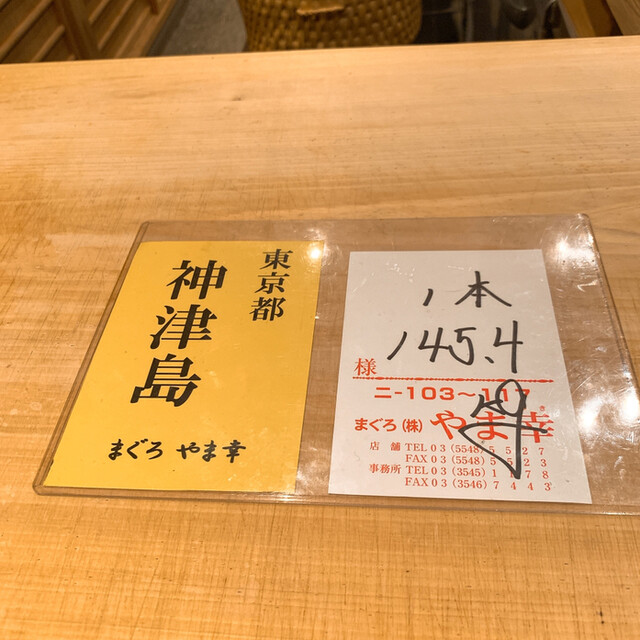 東京都
神津島
まぐろ やま幸
1本
145.4
様
ニ-103〜117
まぐろ(株)やま幸
店舗 TEL 03 (5548) 5527
FAX 03 (5548) 5523
事務所 TEL 03 (3545) 1178
FAX 03 (3546) 7443